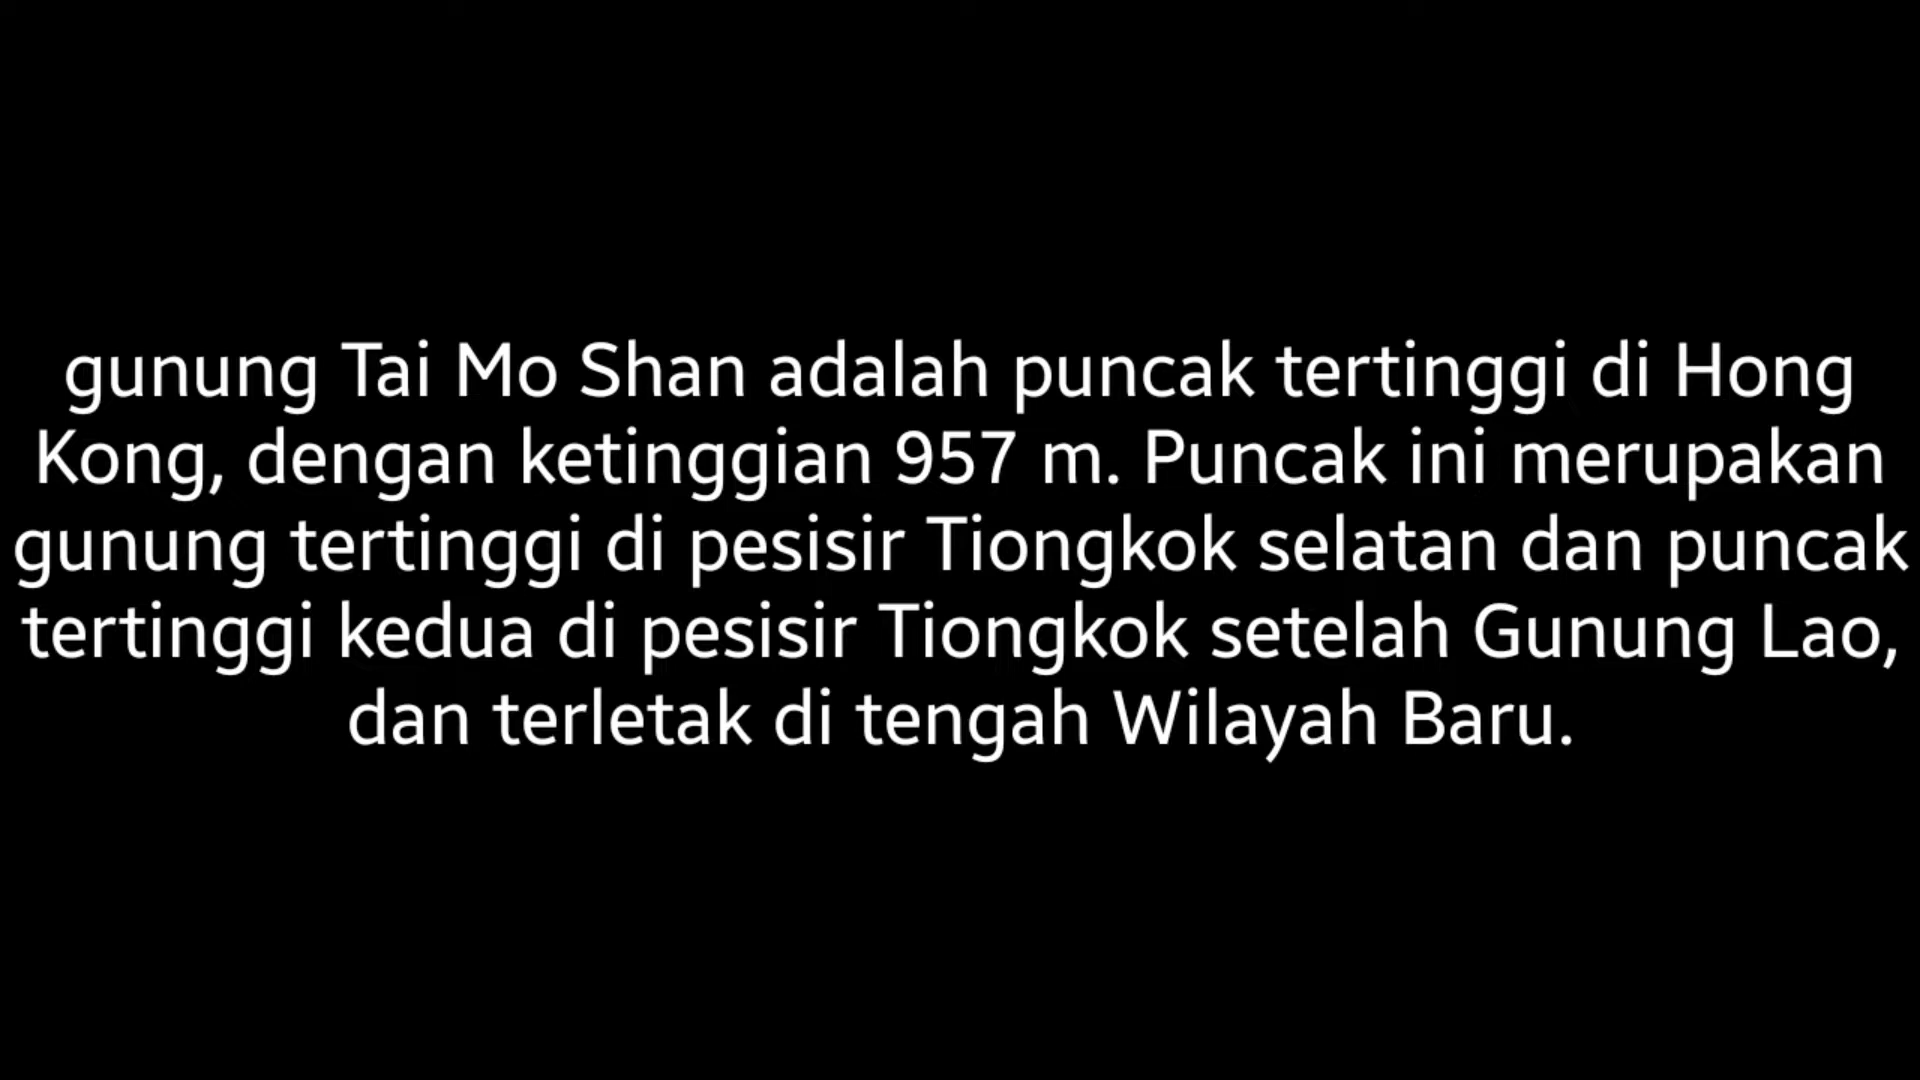 gunung Tai Mo Shan adalah puncak tertinggi di Hong
Kong, dengan ketinggian 957 m. Puncak ini merupakan
gunung tertinggi di pesisir Tiongkok selatan dan puncak
tertinggi kedua di pesisir Tiongkok setelah Gunung Lao,
dan terletak di tengah Wilayah Baru.